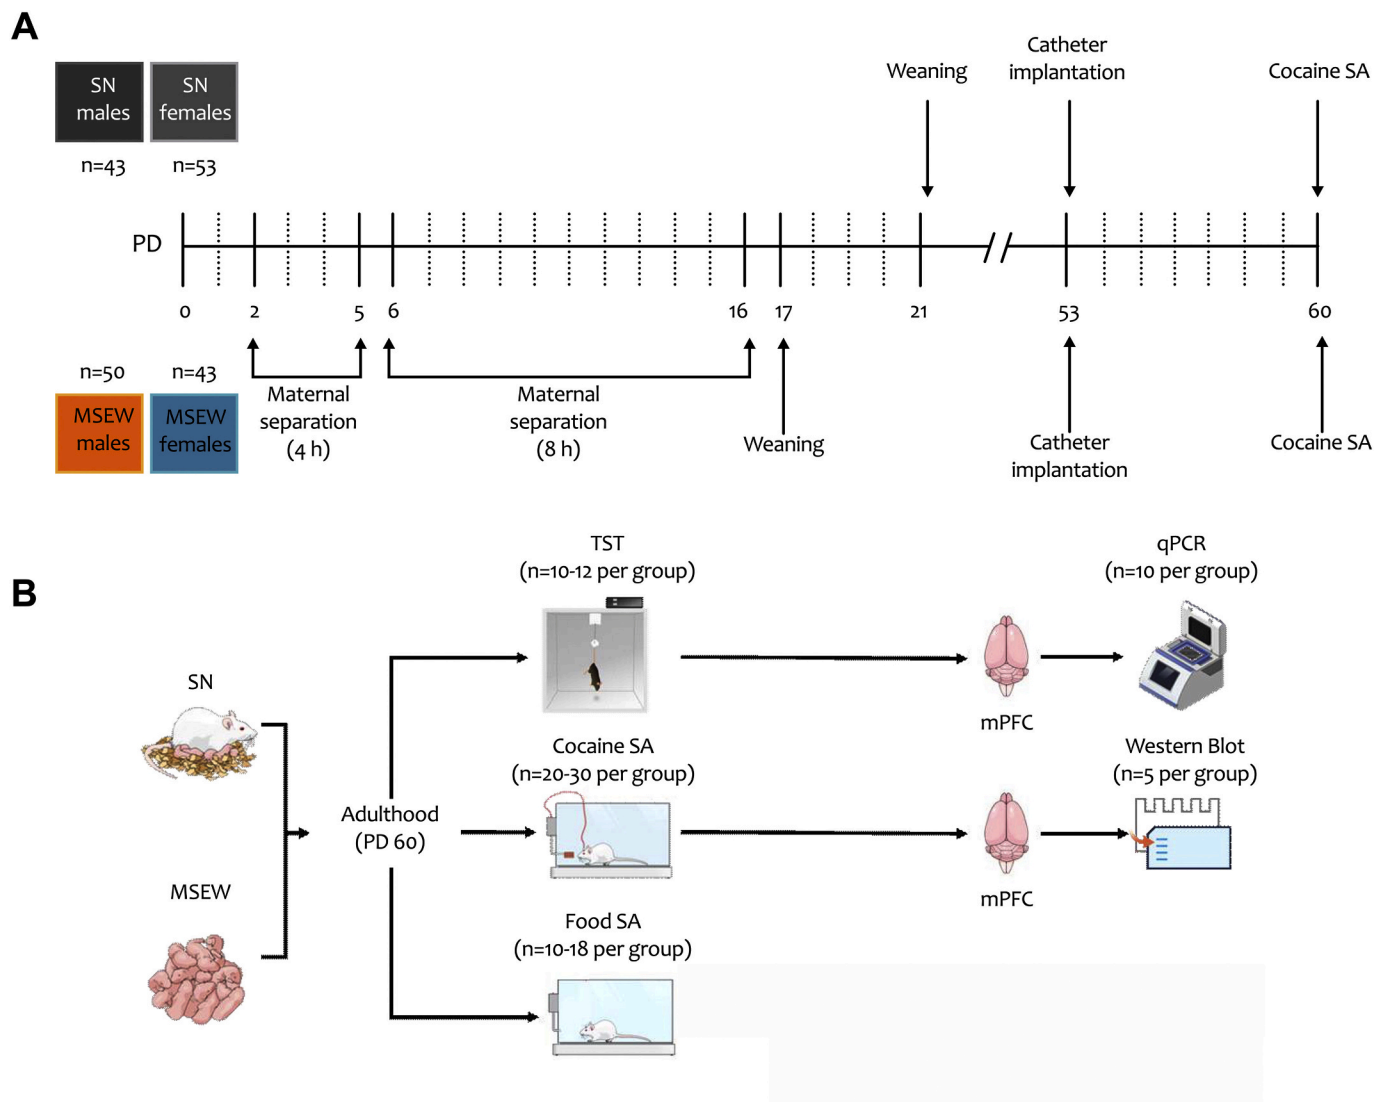 A
SN
males
SN
females
n=43
n=53
Weaning
Catheter
implantation
Cocaine SA
PD
0
2
5
6
16
17
21
53
60
n=50
n=43
MSEW
males
MSEW
females
Maternal
separation
(4 h)
Maternal
separation
(8 h)
Weaning
Catheter
implantation
Cocaine SA
B
TST
(n=10-12 per group)
qPCR
(n=10 per group)
SN
mPFC
Cocaine SA
(n=20-30 per group)
Western Blot
(n=5 per group)
Adulthood
(PD 60)
MSEW
mPFC
Food SA
(n=10-18 per group)